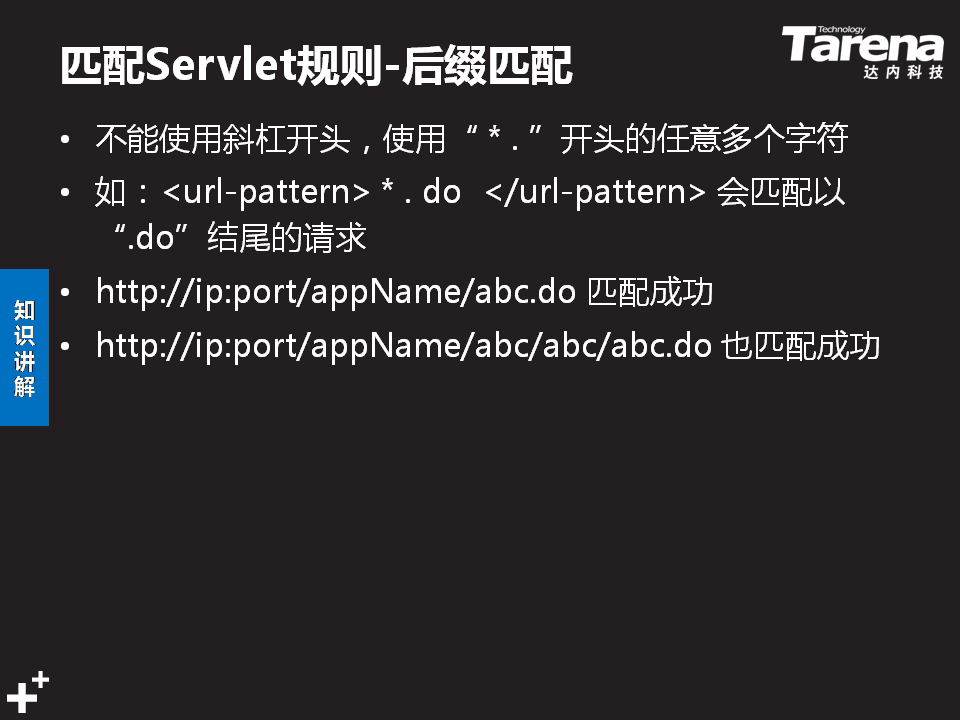 匹配Servlet规则-后缀匹配
Technology
Tarena
达内科技
• 不能使用斜杠开头，使用“ * . ”开头的任意多个字符
• 如：<url-pattern> * . do </url-pattern> 会匹配以
“.do”结尾的请求
• http://ip:port/appName/abc.do 匹配成功
• http://ip:port/appName/abc/abc/abc.do 也匹配成功
知识讲解